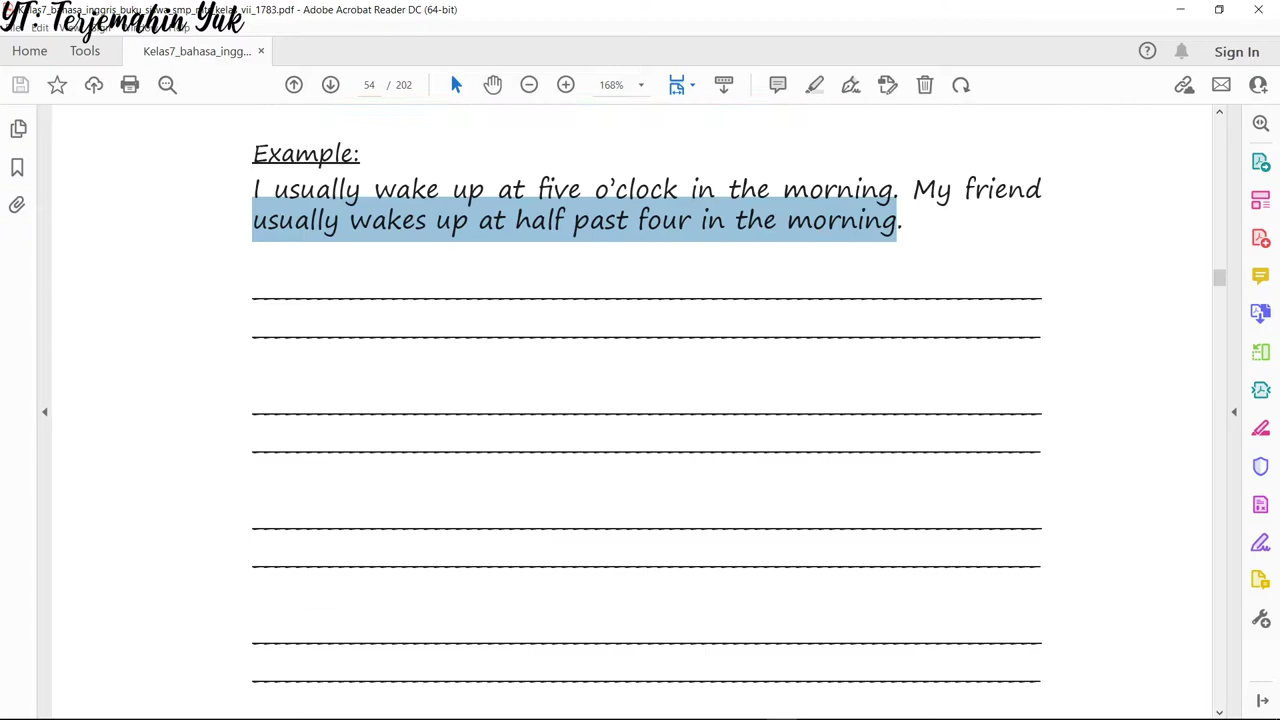 YT: Terjemahin Yuk
- Adobe Acrobat Reader DC (64-bit)
Home Tools Kelas7_bahasa_ingg... × Sign In
54 / 202 168%
Example:
I usually wake up at five o'clock in the morning. My friend
usually wakes up at half past four in the morning.